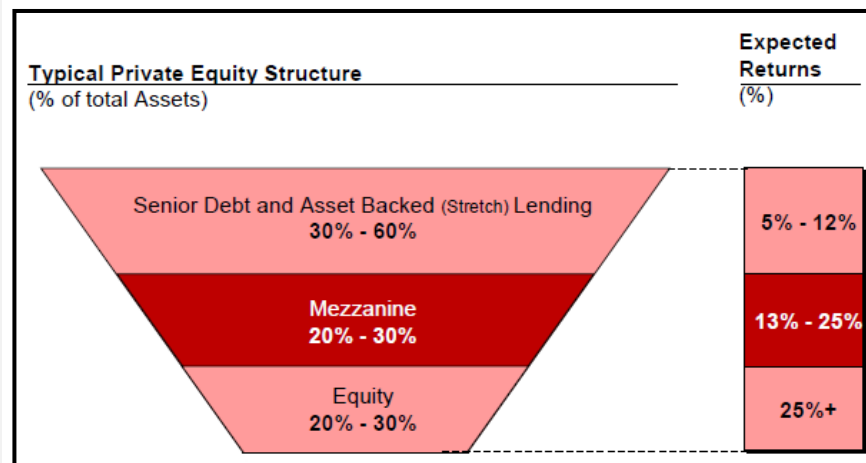 Typical Private Equity Structure
(% of total Assets)
Expected
Returns
(%)
Senior Debt and Asset Backed (Stretch) Lending
30% - 60%
5% - 12%
Mezzanine
20% - 30%
13% - 25%
Equity
20% - 30%
25%+